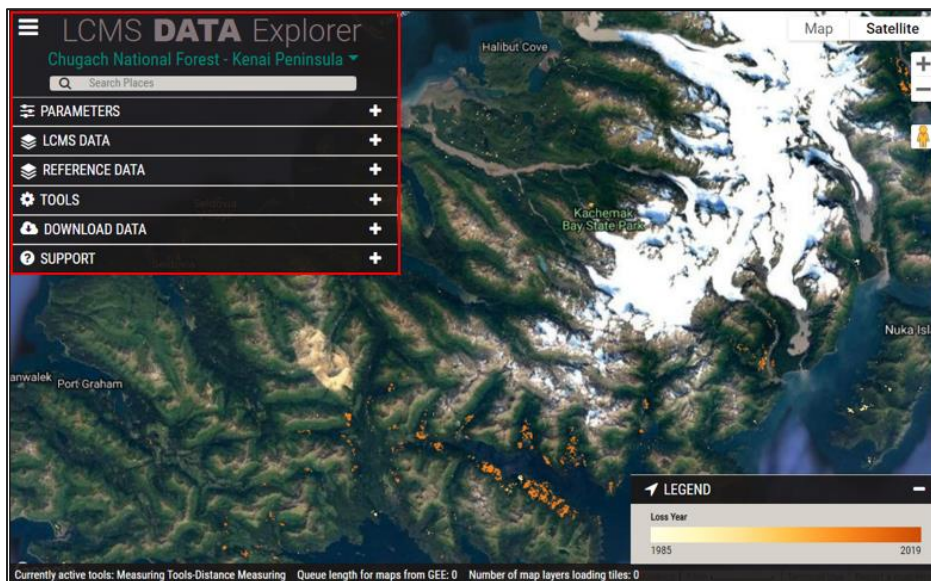 LCMS DATA Explorer
Chugach National Forest - Kenai Peninsula
Search Places
PARAMETERS
LCMS DATA
REFERENCE DATA
TOOLS
DOWNLOAD DATA
SUPPORT
Map Satellite
Halibut Cove
Kachemak
Bay State Park
Nuka Isl
anwalek
Port Graham
LEGEND
Loss Year
1985 2019
Currently active tools: Measuring Tools-Distance Measuring Queue length for maps from GEE: 0 Number of map layers loading tiles: 0